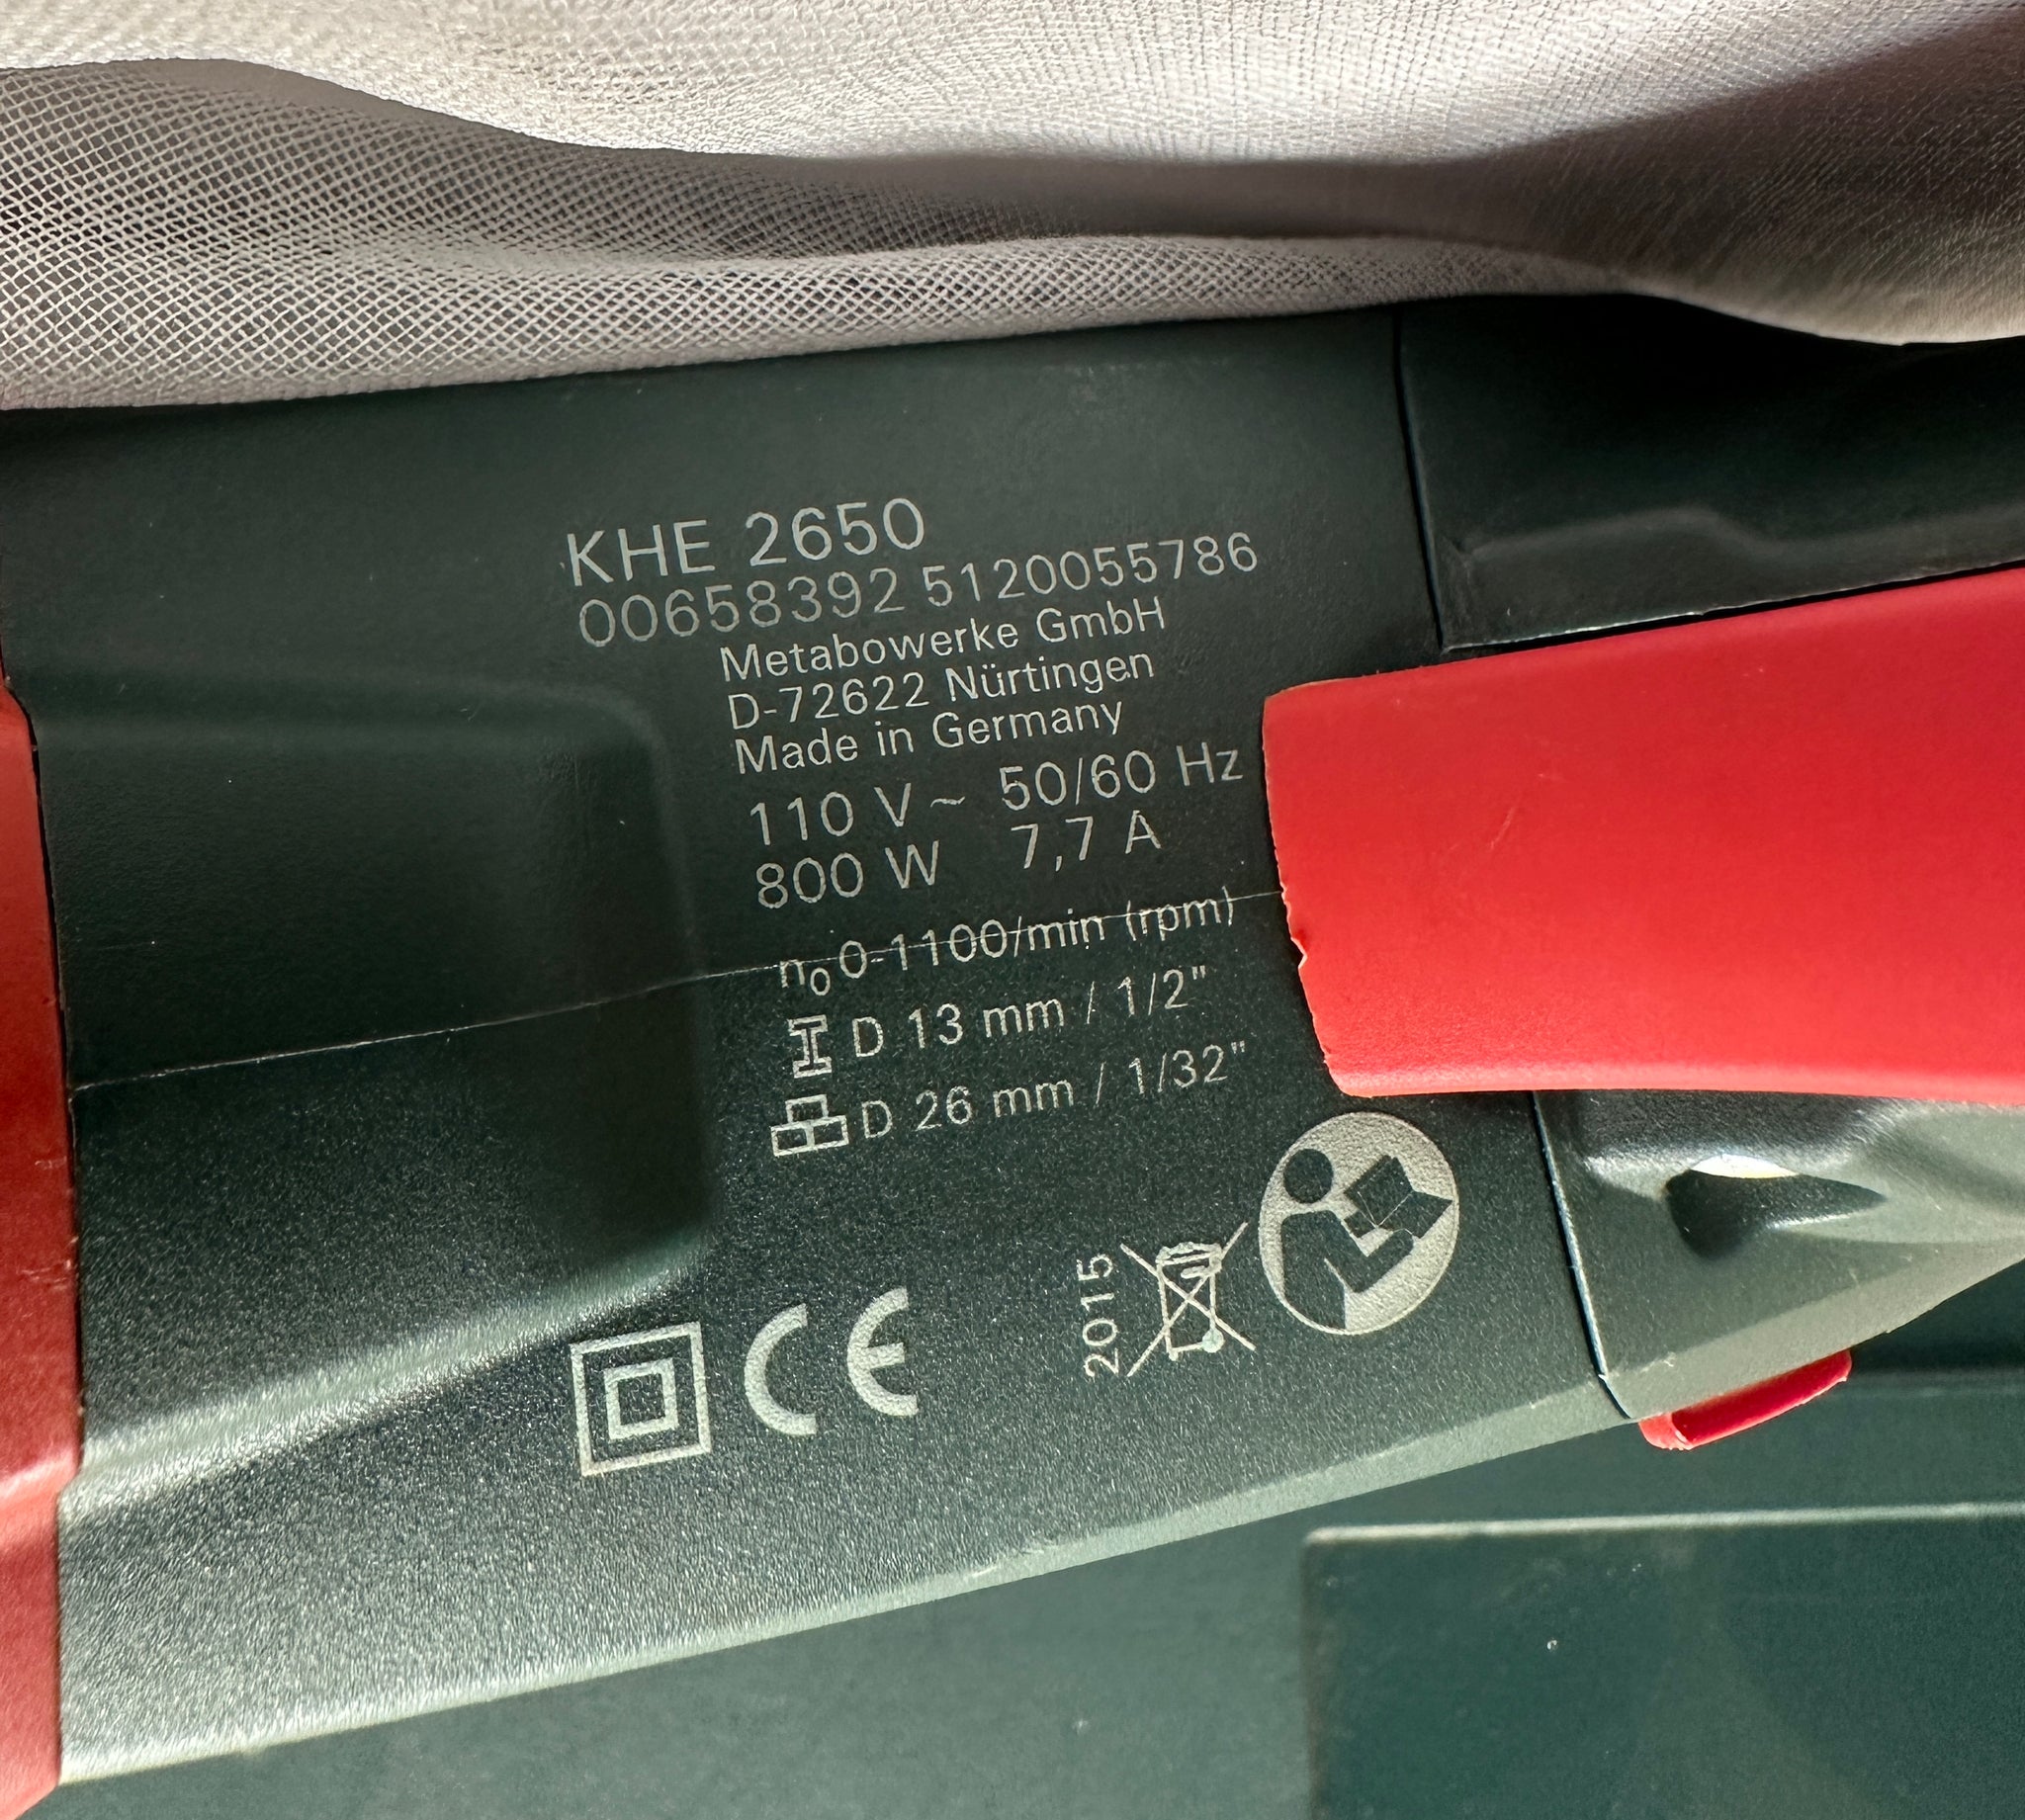 KHE 2650
00658392 5120055786
Metabowerke GmbH
D-72622 Nürtingen
Made in Germany
110 V ~ 50/60 Hz
800 W 7,7 A
n₀ 0-1100/min (rpm)
D 13 mm / 1/2"
D 26 mm / 1/32"
2015
CE